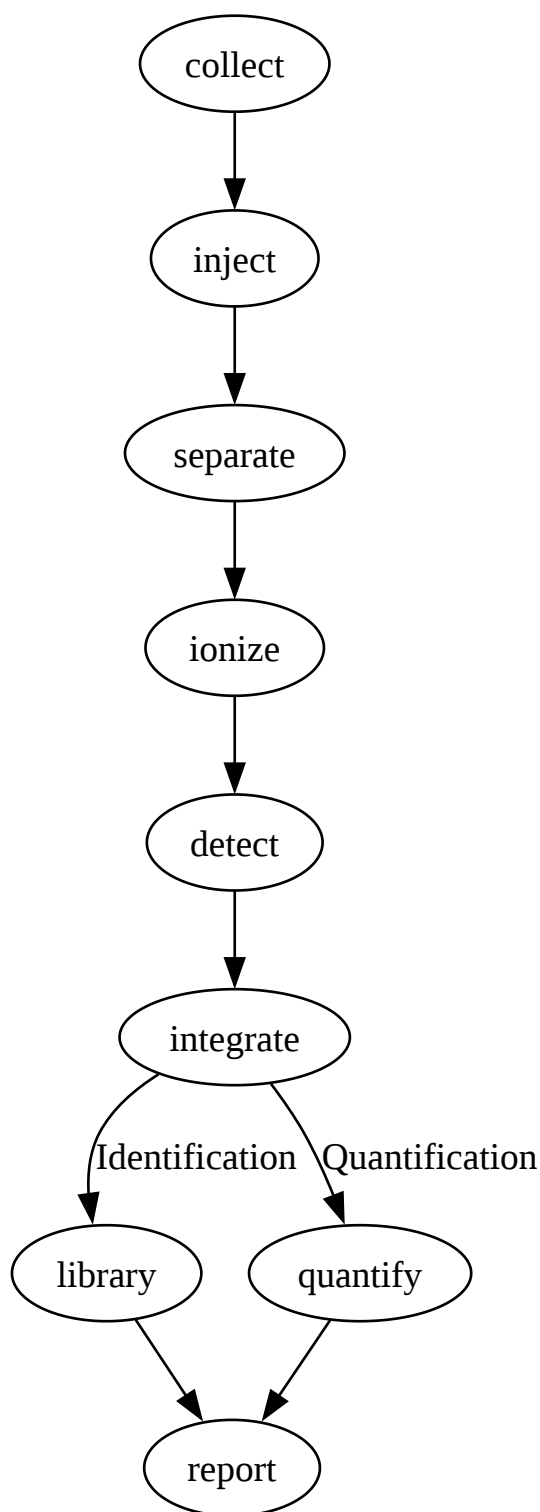 collect
inject
separate
ionize
detect
integrate
Identification
Quantification
library
quantify
report